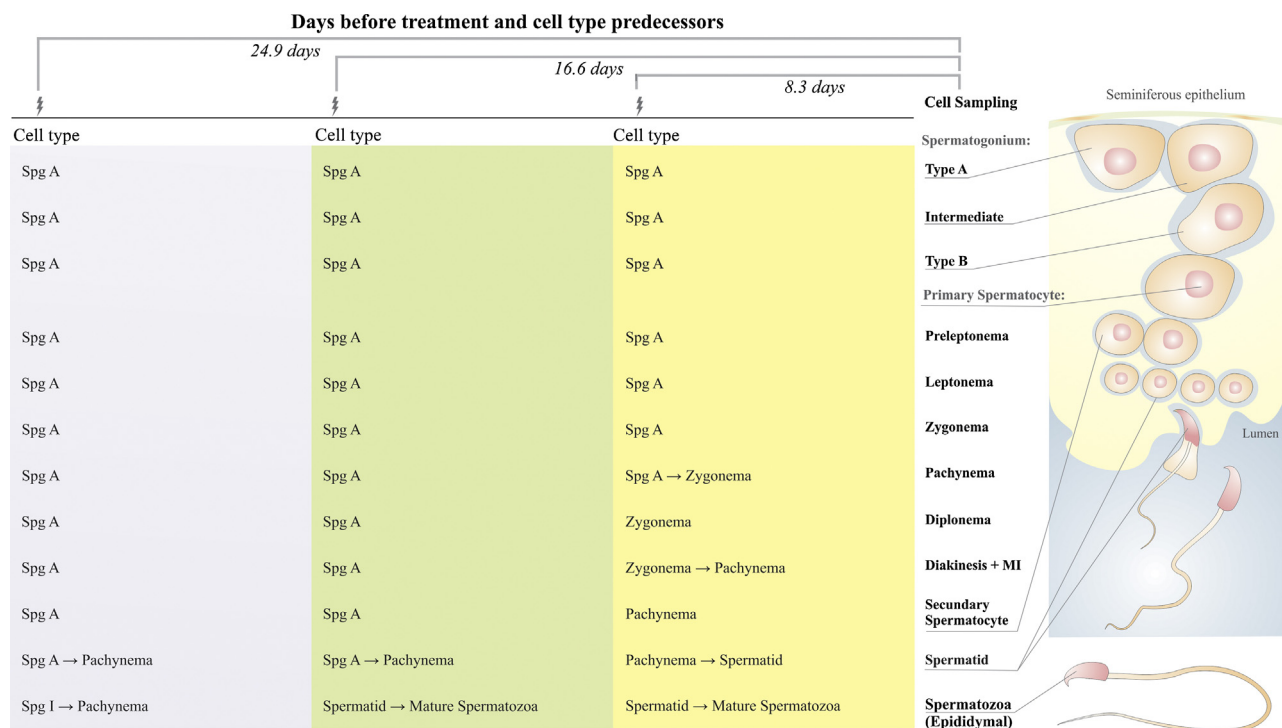 Days before treatment and cell type predecessors
24.9 days
16.6 days
8.3 days
Cell Sampling
Seminiferous epithelium
Cell type
Cell type
Cell type
Spermatogonium:
Spg A
Spg A
Spg A
Type A
Spg A
Spg A
Spg A
Intermediate
Spg A
Spg A
Spg A
Type B
Primary Spermatocyte:
Spg A
Spg A
Spg A
Preleptonema
Spg A
Spg A
Spg A
Leptonema
Spg A
Spg A
Spg A
Zygonema
Lumen
Spg A
Spg A
Spg A → Zygonema
Pachynema
Spg A
Spg A
Zygonema
Diplonema
Spg A
Spg A
Zygonema → Pachynema
Diakinesis + MI
Spg A
Spg A
Pachynema
Secundary
Spermatocyte
Spg A → Pachynema
Spg A → Pachynema
Pachynema → Spermatid
Spermatid
Spg I → Pachynema
Spermatid → Mature Spermatozoa
Spermatid → Mature Spermatozoa
Spermatozoa
(Epididymal)